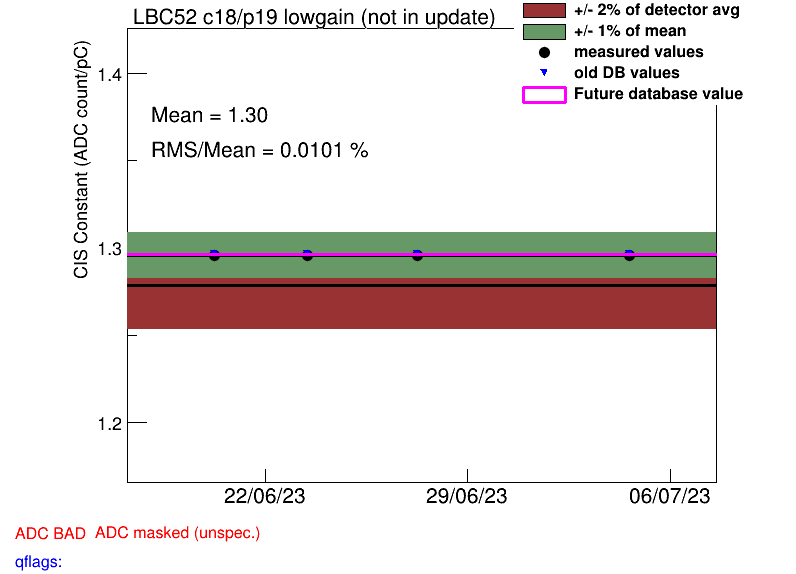 LBC52 c18/p19 lowgain (not in update)
+/- 2% of detector avg
+/- 1% of mean
measured values
old DB values
Future database value
CIS Constant (ADC count/pC)
1.4
Mean = 1.30
RMS/Mean = 0.0101 %
1.3
1.2
22/06/23
29/06/23
06/07/23
ADC BAD ADC masked (unspec.)
qflags: